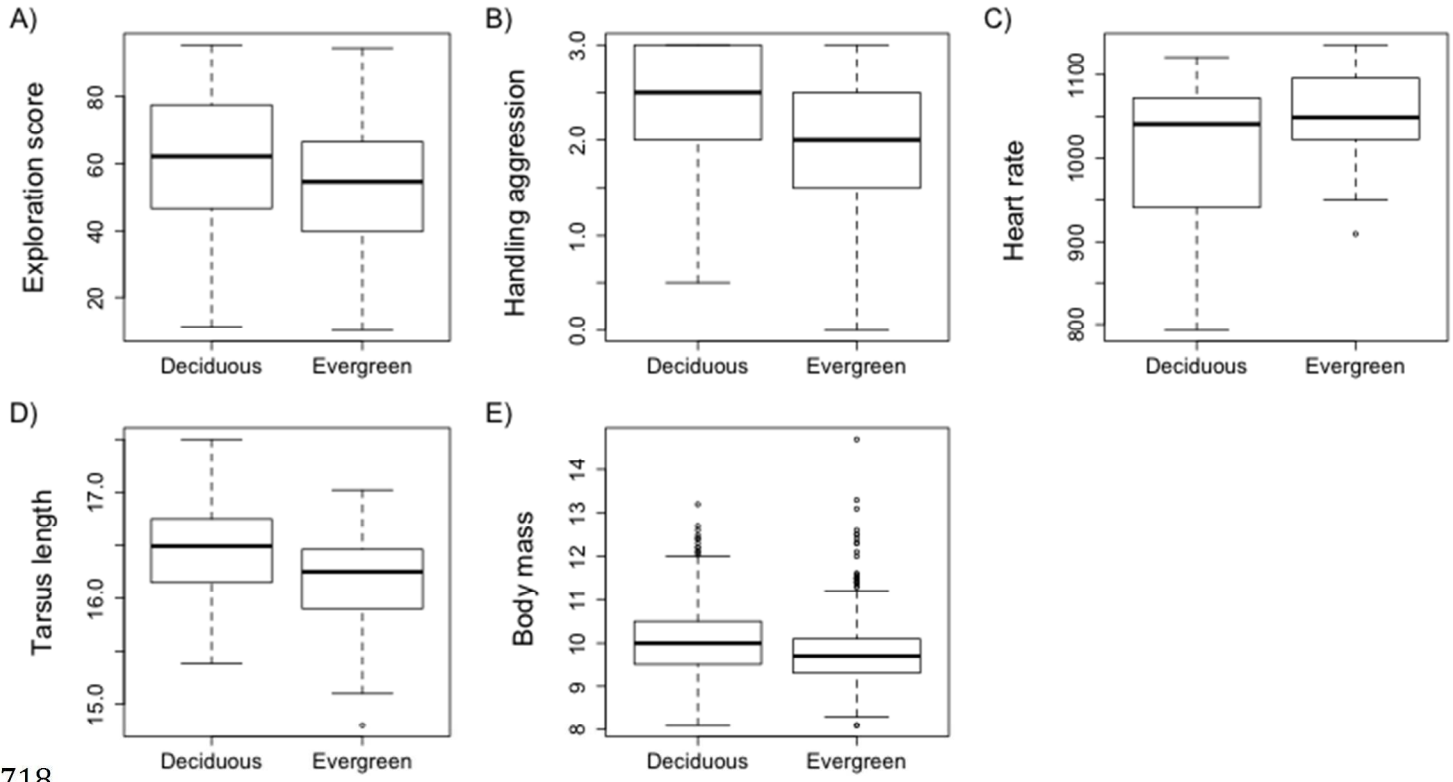 A)
Exploration score
80
60
40
20
Deciduous Evergreen
B)
Handling aggression
3.0
2.0
1.0
0.0
Deciduous Evergreen
C)
Heart rate
1100
1000
900
800
Deciduous Evergreen
D)
Tarsus length
17.0
16.0
15.0
Deciduous Evergreen
E)
Body mass
14
13
12
11
10
9
8
Deciduous Evergreen
718